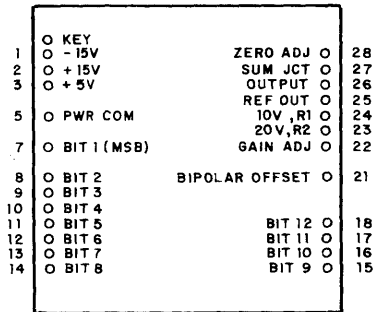 KEY
1 -15V ZERO ADJ 28
2 +15V SUM JCT 27
3 +5V OUTPUT 26
REF OUT 25
5 PWR COM 10V,R1 24
20V,R2 23
7 BIT 1 (MSB) GAIN ADJ 22
8 BIT 2 BIPOLAR OFFSET 21
9 BIT 3
10 BIT 4
11 BIT 5 BIT 12 18
12 BIT 6 BIT 11 17
13 BIT 7 BIT 10 16
14 BIT 8 BIT 9 15